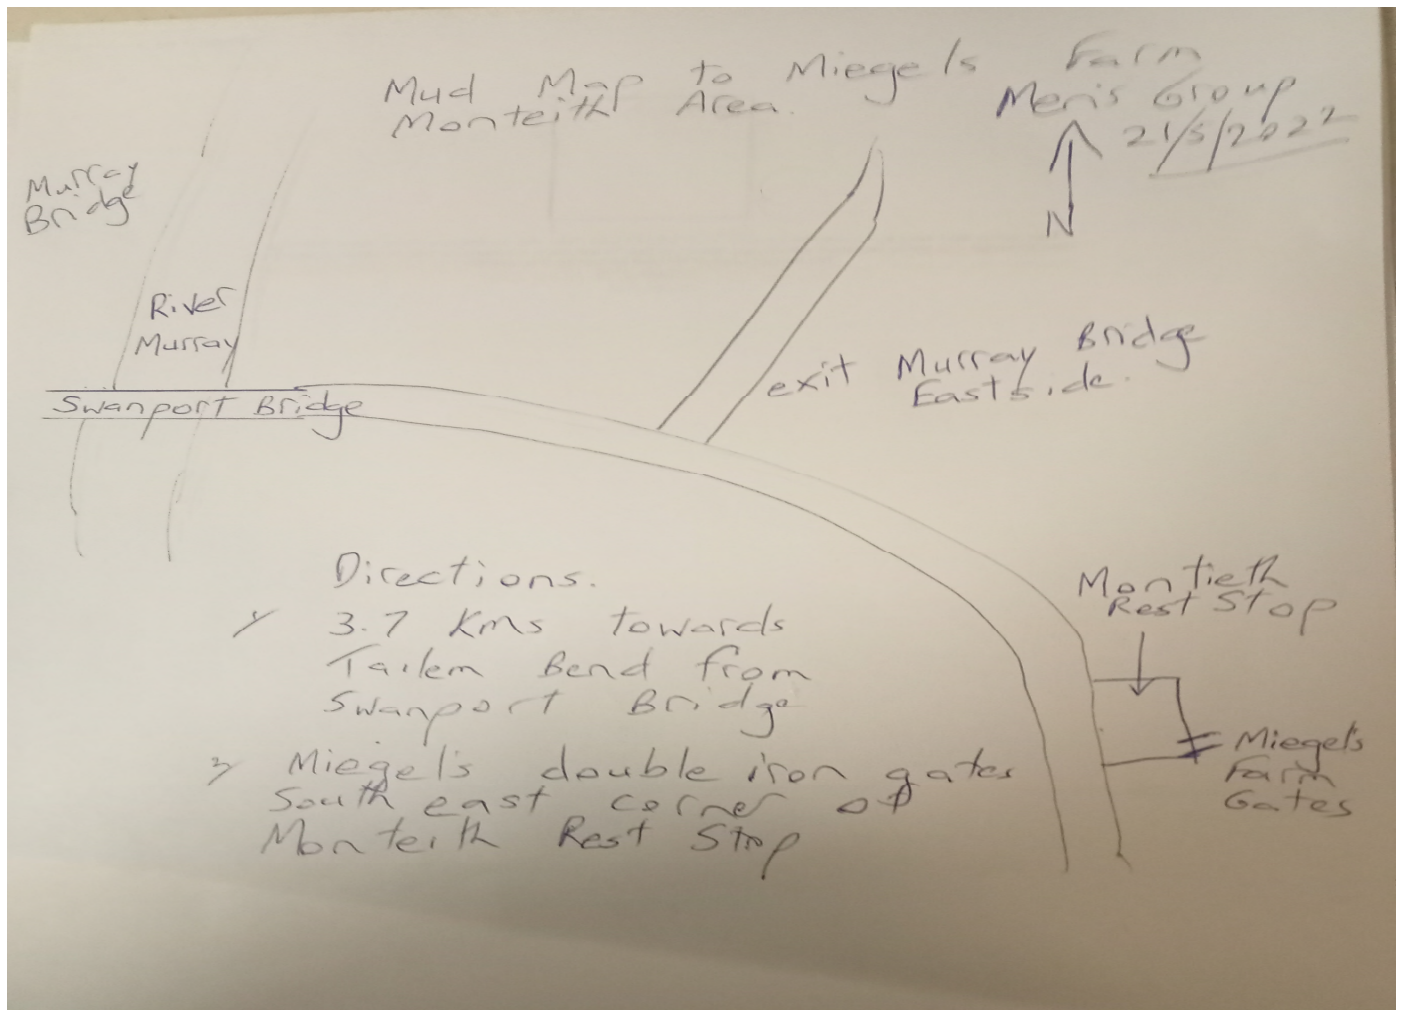 Mud Map to Miegels Farm
Monteith Area.
Men's Group
21/5/2022
N
Murray
Bridge
River
Murray
Swanport Bridge
exit Murray Bridge
Eastside.
Directions.
1/ 3.7 Kms towards
Tailem Bend from
Swanport Bridge
2/ Miegel's double iron gates
South east corner of
Monteith Rest Stop
Montieth
Rest Stop
Miegel's
Farm
Gates